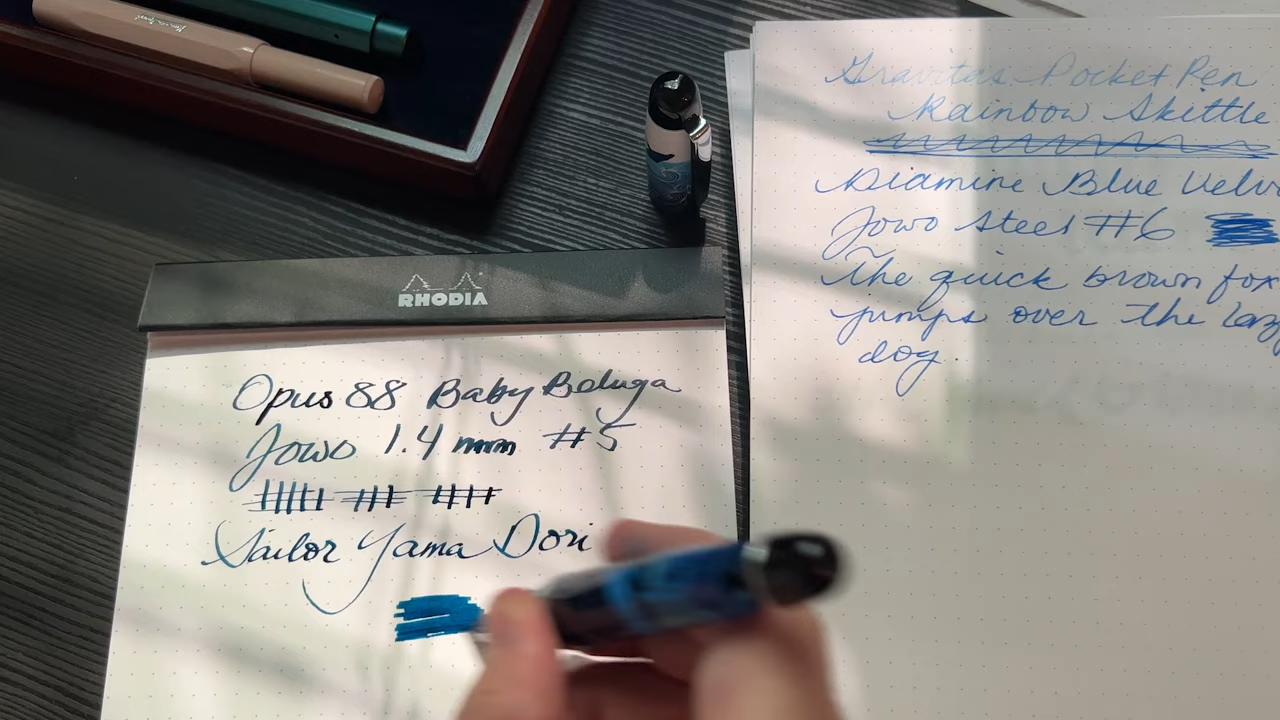 RHODIA
Opus 88 Baby Beluga
Jowo 1.4 mm #5
Sailor Yama Dori
Gravitas Pocket Pen
Rainbow Skittle
Diamine Blue Velv
Jowo Steel #6
The quick brown fox
jumps over the lazy
dog.